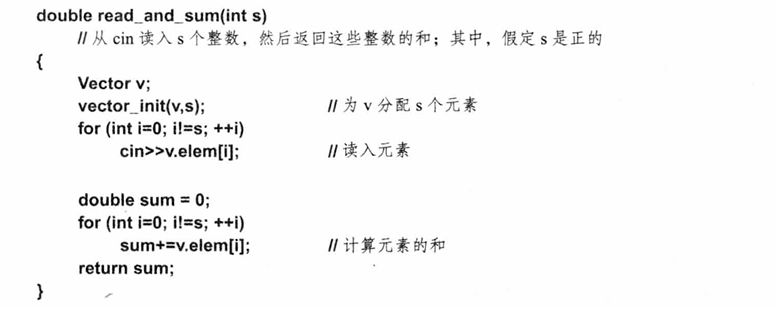 double read_and_sum(int s)
// 从 cin 读入 s 个整数，然后返回这些整数的和；其中，假定 s 是正的
{
Vector v;
vector_init(v,s); // 为 v 分配 s 个元素
for (int i=0; i!=s; ++i)
cin>>v.elem[i]; // 读入元素
double sum = 0;
for (int i=0; i!=s; ++i)
sum+=v.elem[i]; // 计算元素的和
return sum;
}